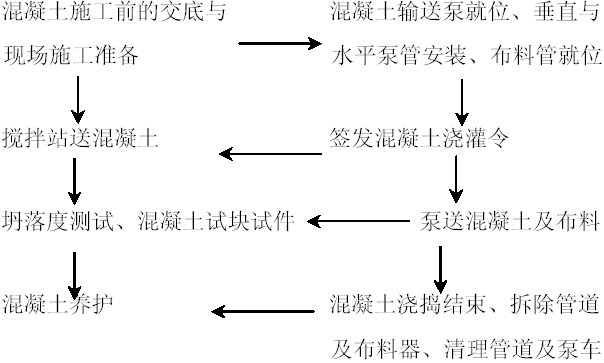 混凝土施工前的交底与
现场施工准备
混凝土输送泵就位、垂直与
水平泵管安装、布料管就位
搅拌站送混凝土
签发混凝土浇灌令
坍落度测试、混凝土试块试件
泵送混凝土及布料
混凝土养护
混凝土浇捣结束、拆除管道
及布料器、清理管道及泵车